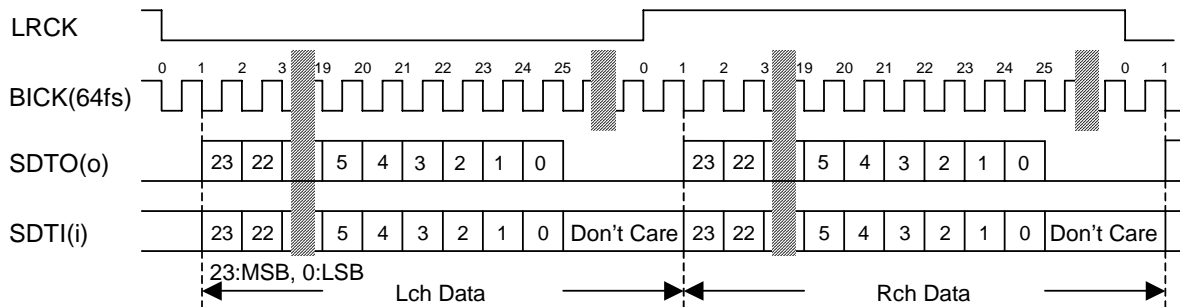 LRCK
0 1 2 3 19 20 21 22 23 24 25 0 1 2 3 19 20 21 22 23 24 25 0 1
BICK(64fs)
SDTO(o) 23 22 5 4 3 2 1 0 23 22 5 4 3 2 1 0
SDTI(i) 23 22 5 4 3 2 1 0 Don't Care 23 22 5 4 3 2 1 0 Don't Care
23:MSB, 0:LSB
Lch Data Rch Data